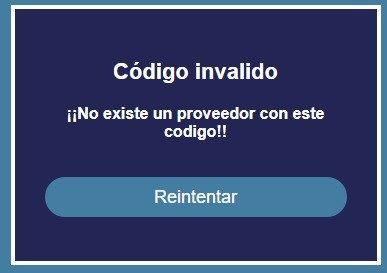 Código invalido
¡¡No existe un proveedor con este
codigo!!
Reintentar